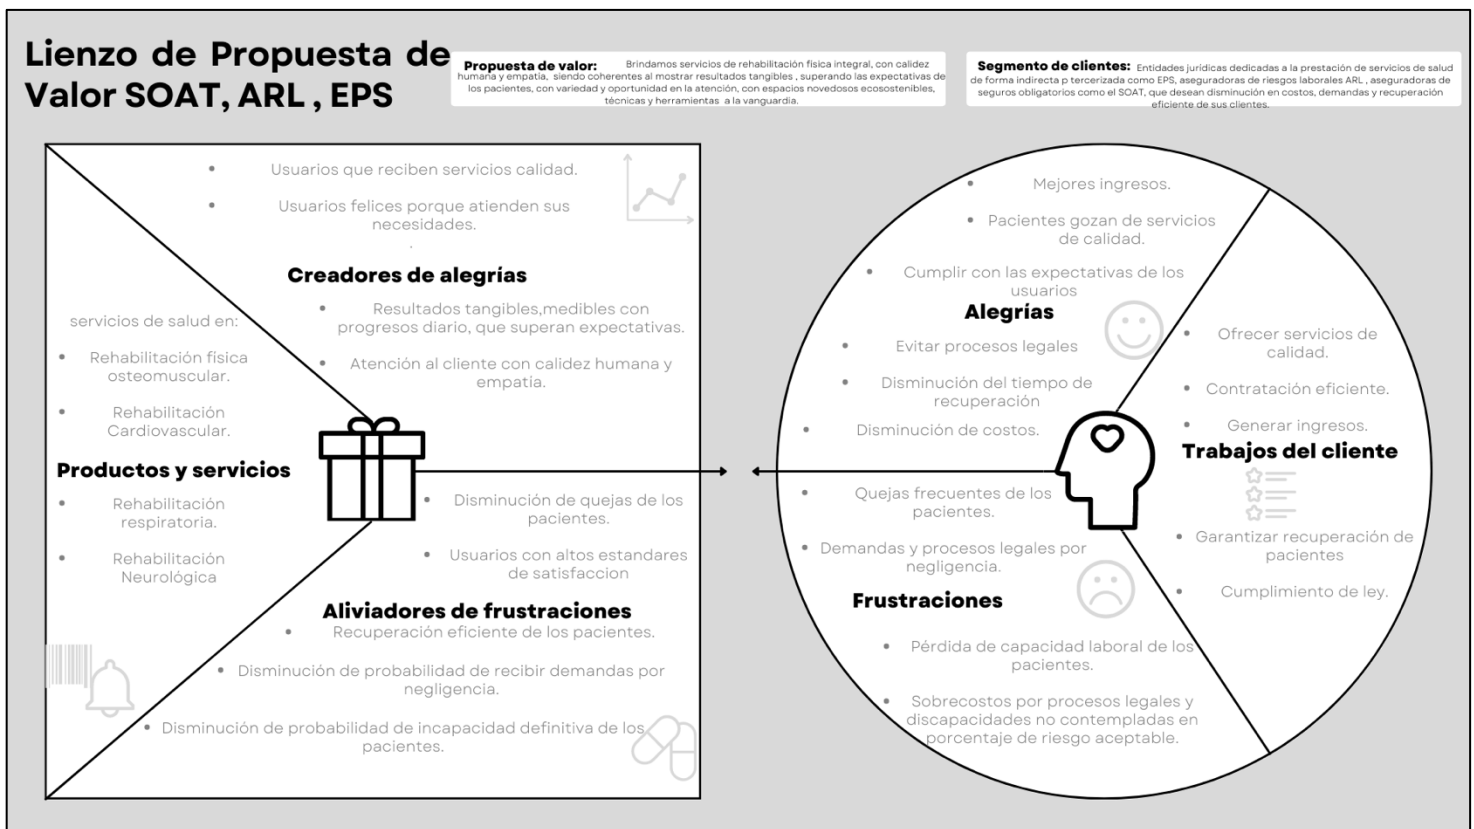 Lienzo de Propuesta de
Valor SOAT, ARL , EPS
Propuesta de valor: Brindamos servicios de rehabilitación física integral, con calidez
humana y empatía, siendo coherentes al mostrar resultados tangibles , superando las expectativas de
los pacientes, con variedad y oportunidad en la atención, con espacios novedosos ecosostenibles,
técnicas y herramientas a la vanguardia.
Segmento de clientes: Entidades jurídicas dedicadas a la prestación de servicios de salud
de forma indirecta p tercerizada como EPS, aseguradoras de riesgos laborales ARL , aseguradoras de
seguros obligatorios como el SOAT, que desean disminución en costos, demandas y recuperación
eficiente de sus clientes.
• Usuarios que reciben servicios calidad.
• Usuarios felices porque atienden sus
necesidades.
.
Creadores de alegrías
• Resultados tangibles,medibles con
progresos diario, que superan expectativas.
• Atención al cliente con calidez humana y
empatia.
servicios de salud en:
• Rehabilitación física
osteomuscular.
• Rehabilitación
Cardiovascular.
Productos y servicios
• Rehabilitación
respiratoria.
• Rehabilitación
Neurológica
• Disminución de quejas de los
pacientes.
• Usuarios con altos estandares
de satisfaccion
Aliviadores de frustraciones
• Recuperación eficiente de los pacientes.
• Disminución de probabilidad de recibir demandas por
negligencia.
• Disminución de probabilidad de incapacidad definitiva de los
pacientes.
• Mejores ingresos.
• Pacientes gozan de servicios
de calidad.
• Cumplir con las expectativas de los
usuarios
Alegrías
• Evitar procesos legales
• Disminución del tiempo de
recuperación
• Disminución de costos.
• Quejas frecuentes de los
pacientes.
• Demandas y procesos legales por
negligencia.
Frustraciones
• Pérdida de capacidad laboral de los
pacientes.
• Sobrecostos por procesos legales y
discapacidades no contempladas en
porcentaje de riesgo aceptable.
• Ofrecer servicios de
calidad.
• Contratación eficiente.
• Generar ingresos.
Trabajos del cliente
• Garantizar recuperación de
pacientes
• Cumplimiento de ley.